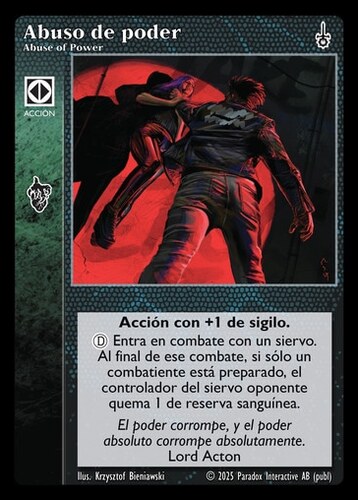 Abuso de poder
Abuse of Power
ACCIÓN
Acción con +1 de sigilo.
Ⓓ Entra en combate con un siervo.
Al final de ese combate, si sólo un
combatiente está preparado, el
controlador del siervo oponente
quema 1 de reserva sanguínea.
El poder corrompe, y el poder
absoluto corrompe absolutamente.
Lord Acton
Ilus. Krzysztof Bieniawski
© 2025 Paradox Interactive AB (publ)